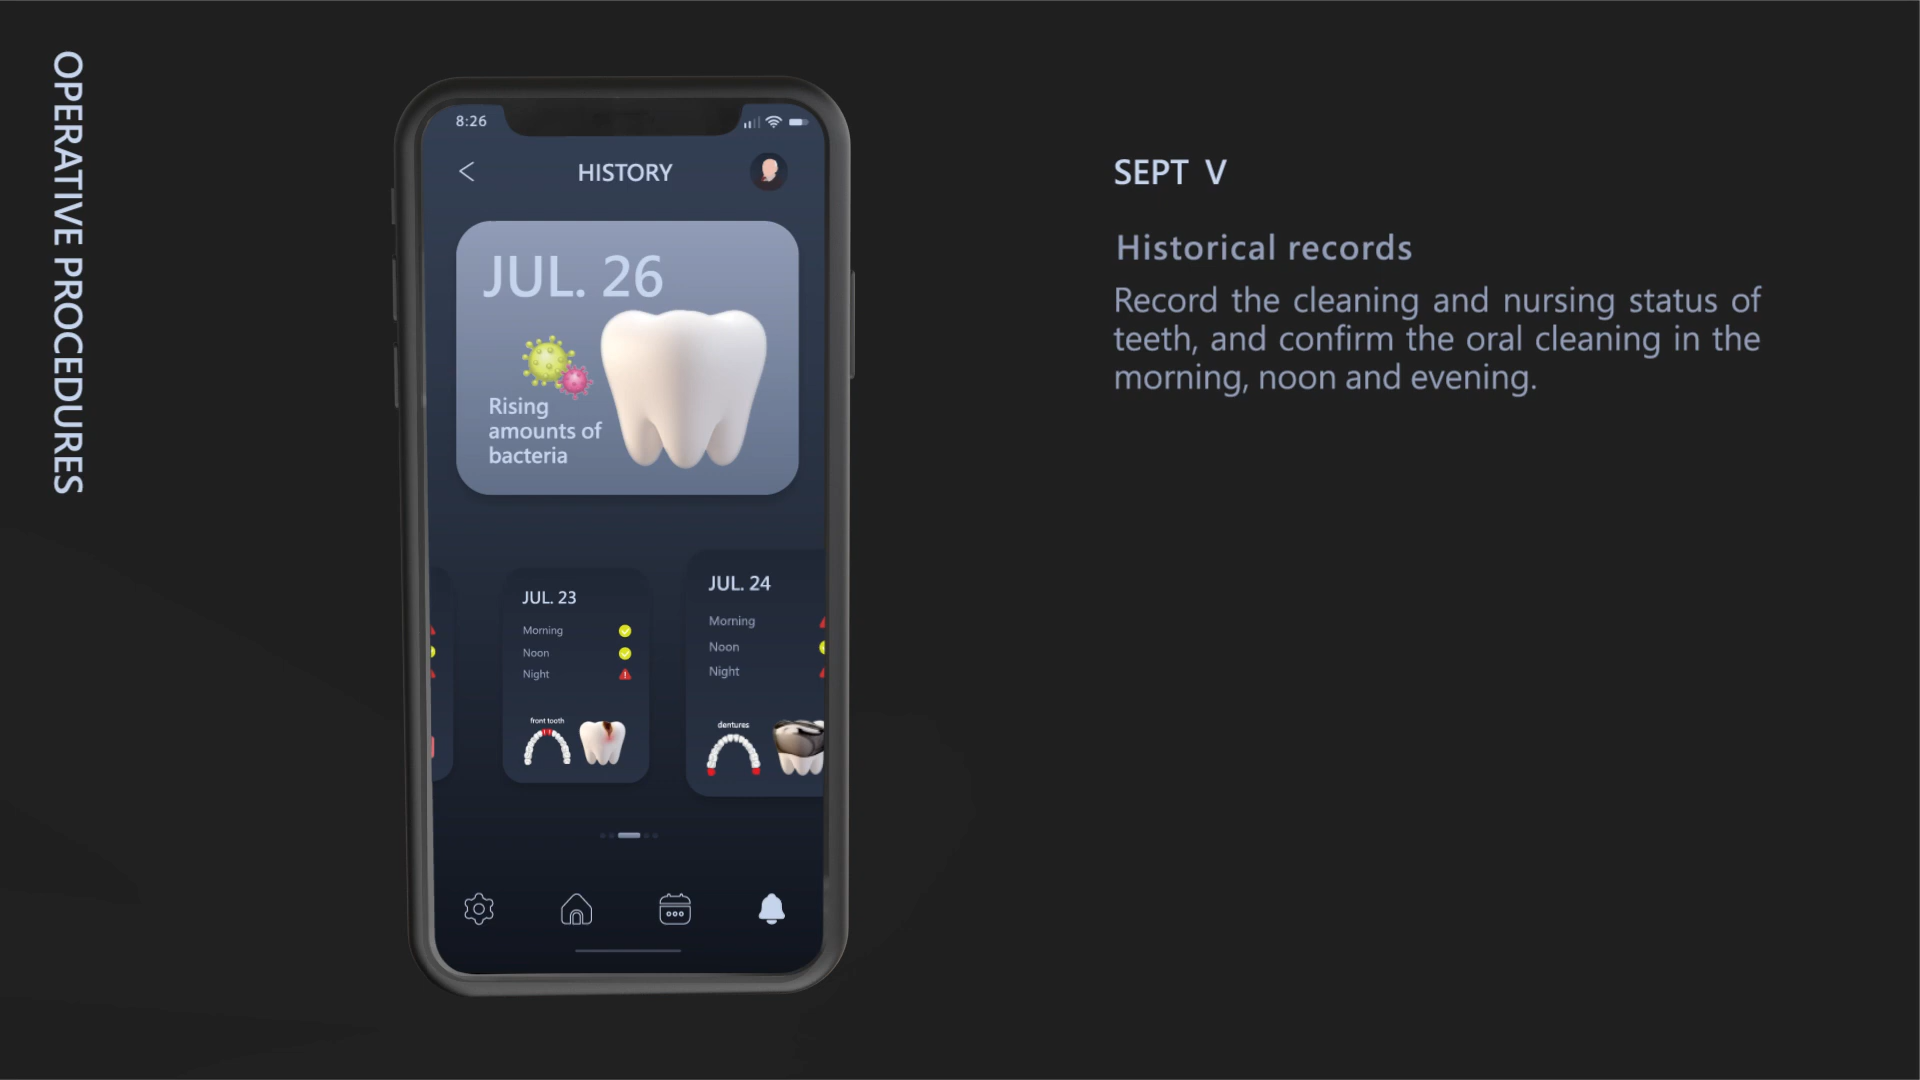 OPERATIVE PROCEDURES
8:26
HISTORY
JUL. 26
Rising
amounts of
bacteria
JUL. 23
Morning
Noon
Night
front tooth
JUL. 24
Morning
Noon
Night
dentures
SEPT V
Historical records
Record the cleaning and nursing status of
teeth, and confirm the oral cleaning in the
morning, noon and evening.